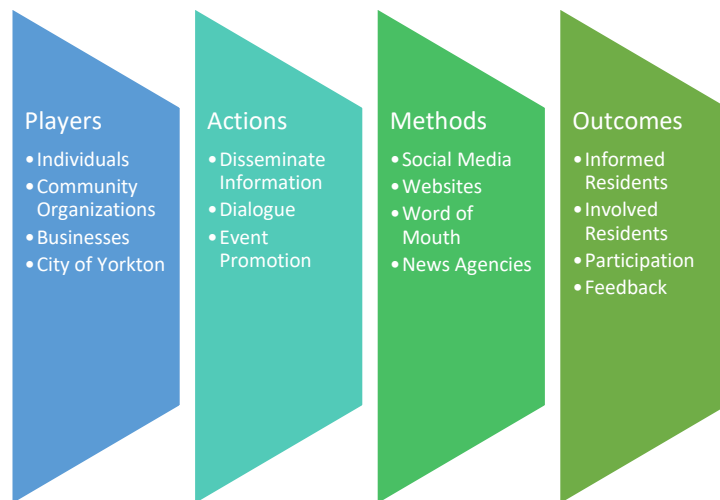 Players
•Individuals
•Community
Organizations
•Businesses
•City of Yorkton
Actions
•Disseminate
Information
•Dialogue
•Event
Promotion
Methods
•Social Media
•Websites
•Word of
Mouth
•News Agencies
Outcomes
•Informed
Residents
•Involved
Residents
•Participation
•Feedback